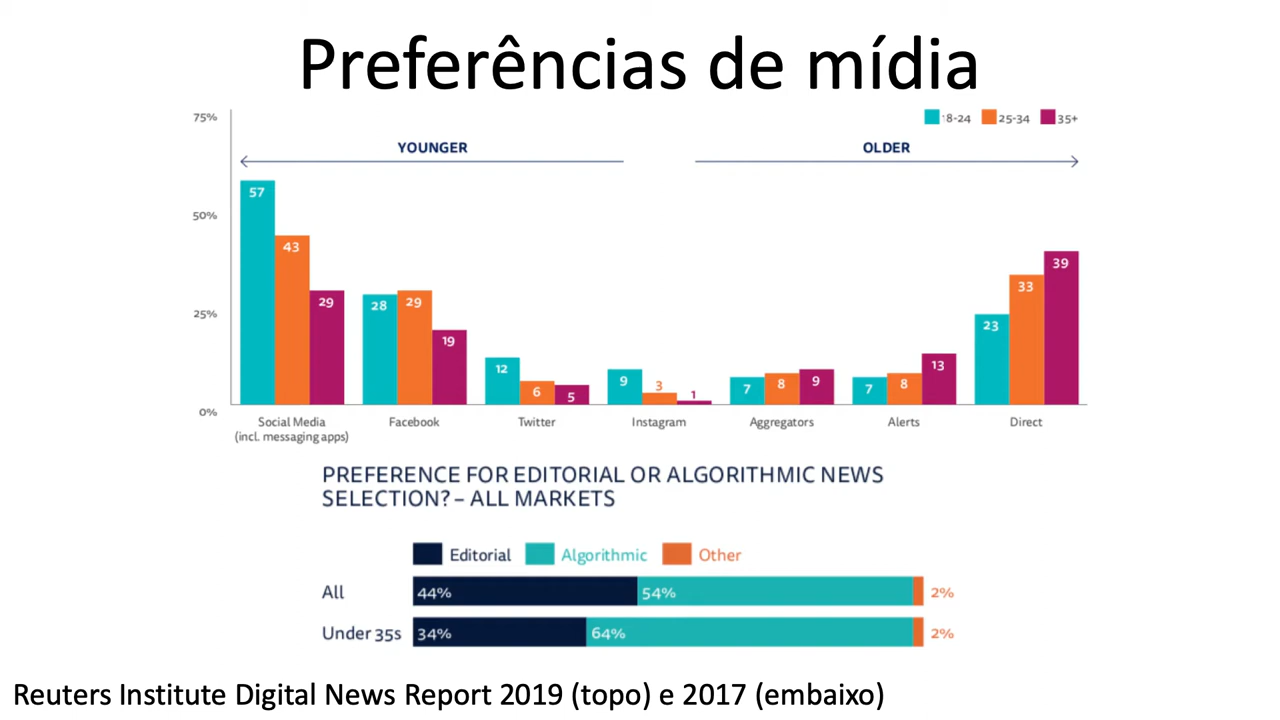 Preferências de mídia
75%
18-24 25-34 35+
YOUNGER OLDER
57
50%
43
39
33
29 28 29
25%
23
19
12 13
9 9
6 5 3 1 7 8 7 8
0%
Social Media Facebook Twitter Instagram Aggregators Alerts Direct
(incl. messaging apps)
PREFERENCE FOR EDITORIAL OR ALGORITHMIC NEWS
SELECTION? – ALL MARKETS
Editorial Algorithmic Other
All 44% 54% 2%
Under 35s 34% 64% 2%
Reuters Institute Digital News Report 2019 (topo) e 2017 (embaixo)